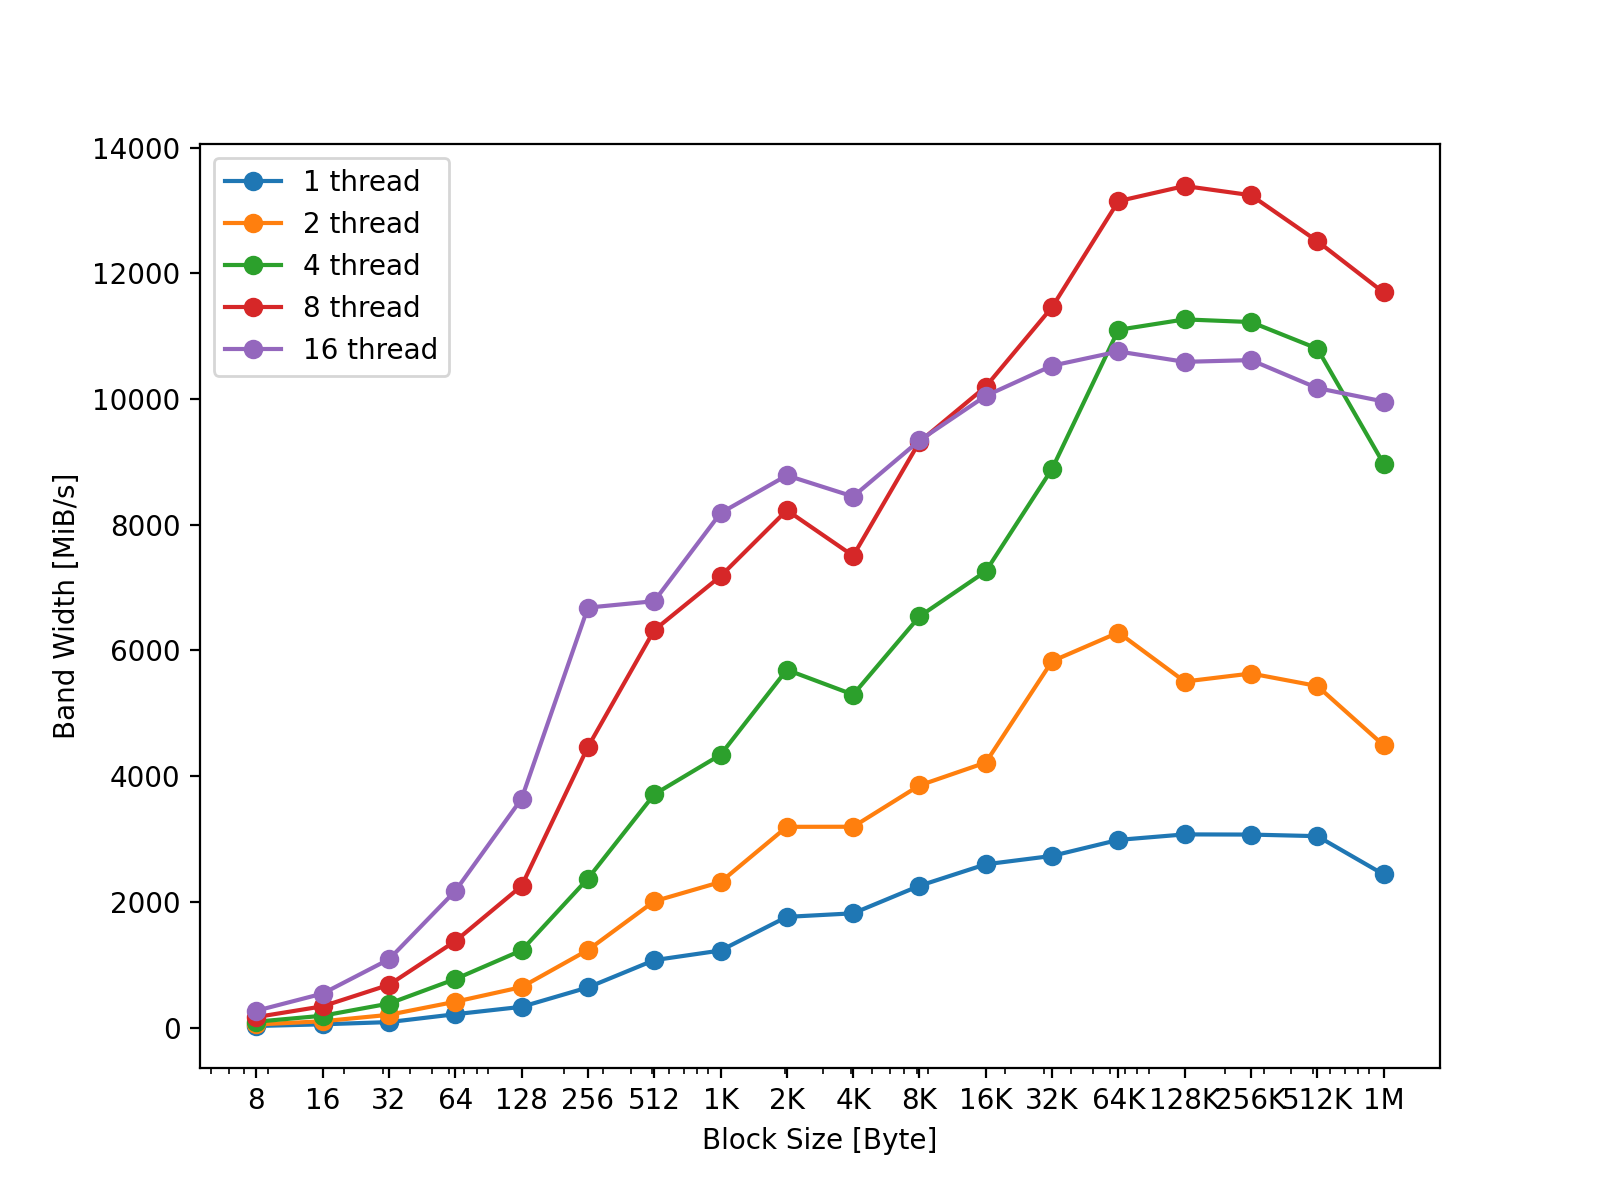 14000
12000
10000
8000
6000
4000
2000
0
Band Width [MiB/s]
1 thread
2 thread
4 thread
8 thread
16 thread
8 16 32 64 128 256 512 1K 2K 4K 8K 16K 32K 64K 128K 256K 512K 1M
Block Size [Byte]